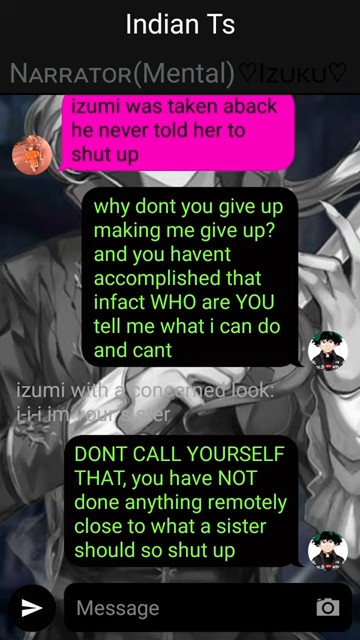 Indian Ts
NARRATOR(Mental)♡IZUKU♡
izumi was taken aback
he never told her to
shut up
why dont you give up
making me give up?
and you havent
accomplished that
infact WHO are YOU
tell me what i can do
and cant
izumi with a concerned look:
i-i-i im your sister
DONT CALL YOURSELF
THAT, you have NOT
done anything remotely
close to what a sister
should so shut up
Message